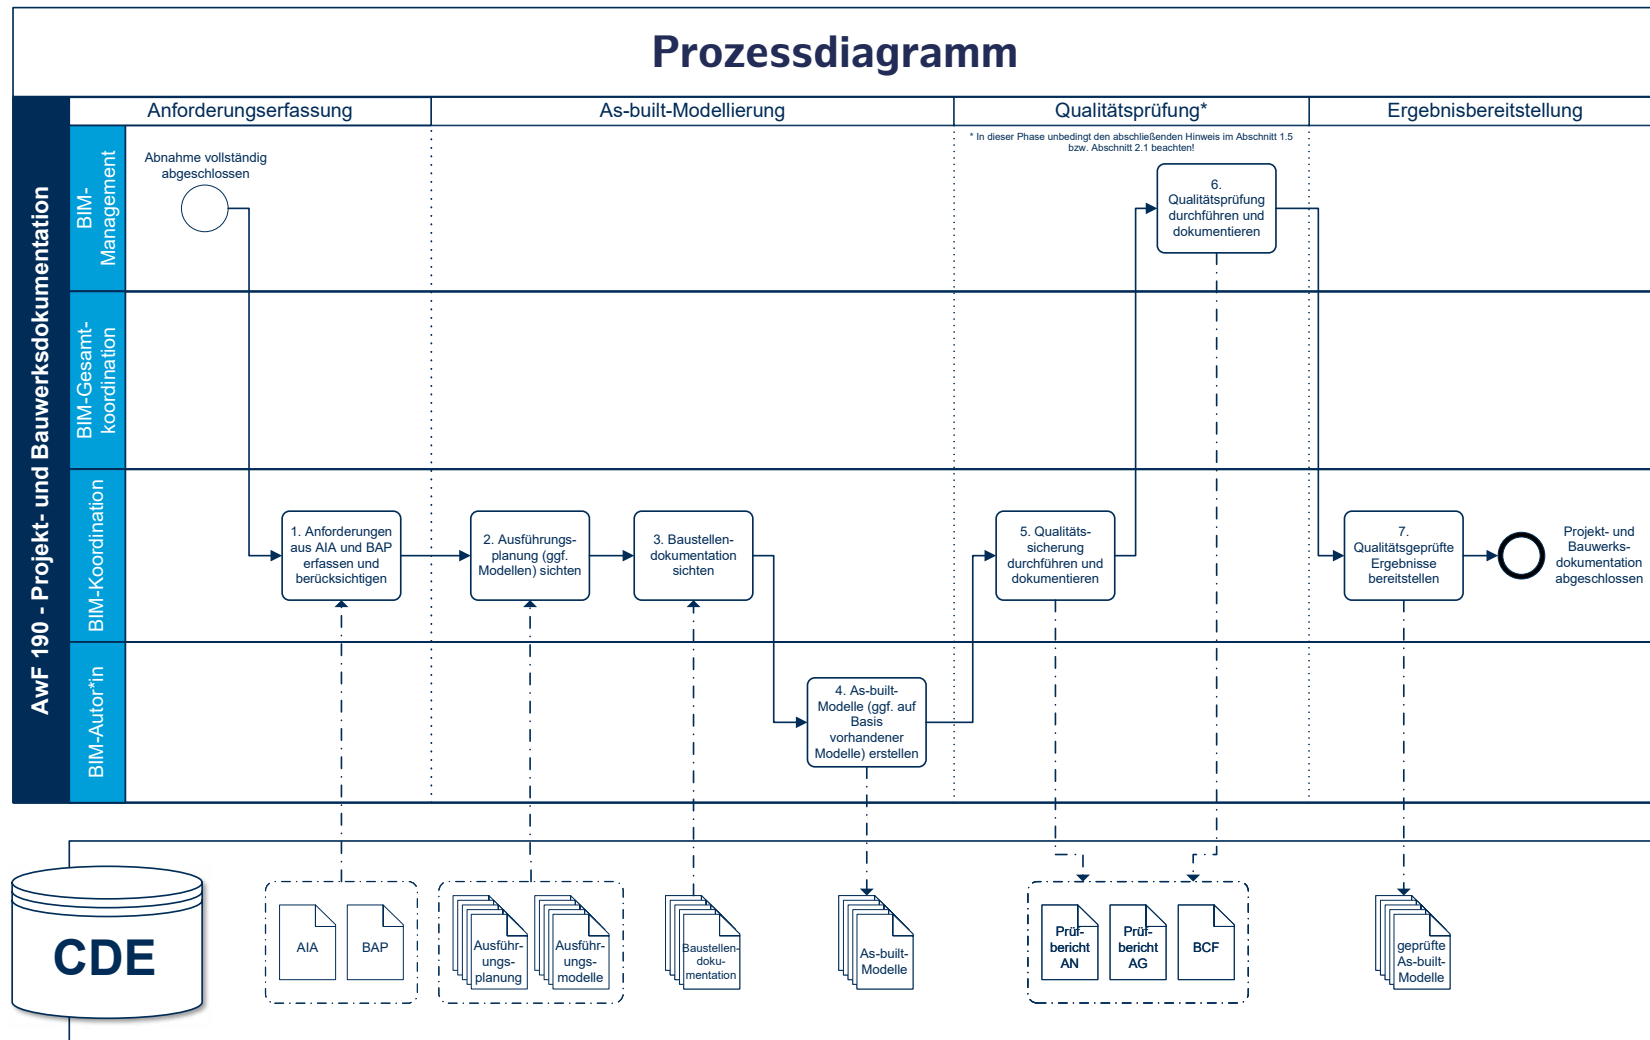 Prozessdiagramm
AwF 190 - Projekt- und Bauwerksdokumentation
Anforderungserfassung
As-built-Modellierung
Qualitätsprüfung*
Ergebnisbereitstellung
* In dieser Phase unbedingt den abschließenden Hinweis im Abschnitt 1.5
bzw. Abschnitt 2.1 beachten!
BIM-
Management
Abnahme vollständig
abgeschlossen
6.
Qualitätsprüfung
durchführen und
dokumentieren
BIM-Gesamt-
koordination
BIM-Koordination
1. Anforderungen
aus AIA und BAP
erfassen und
berücksichtigen
2. Ausführungs-
planung (ggf.
Modellen) sichten
3. Baustellen-
dokumentation
sichten
5. Qualitäts-
sicherung
durchführen und
dokumentieren
7.
Qualitätsgeprüfte
Ergebnisse
bereitstellen
Projekt- und
Bauwerks-
dokumentation
abgeschlossen
BIM-Autor*in
4. As-built-
Modelle (ggf. auf
Basis
vorhandener
Modelle) erstellen
CDE
AIA
BAP
Ausführ-
ungs-
planung
Ausführ-
ungs-
modelle
Baustellen-
doku-
mentation
As-built-
Modelle
Prüf-
bericht
AN
Prüf-
bericht
AG
BCF
geprüfte
As-built-
Modelle